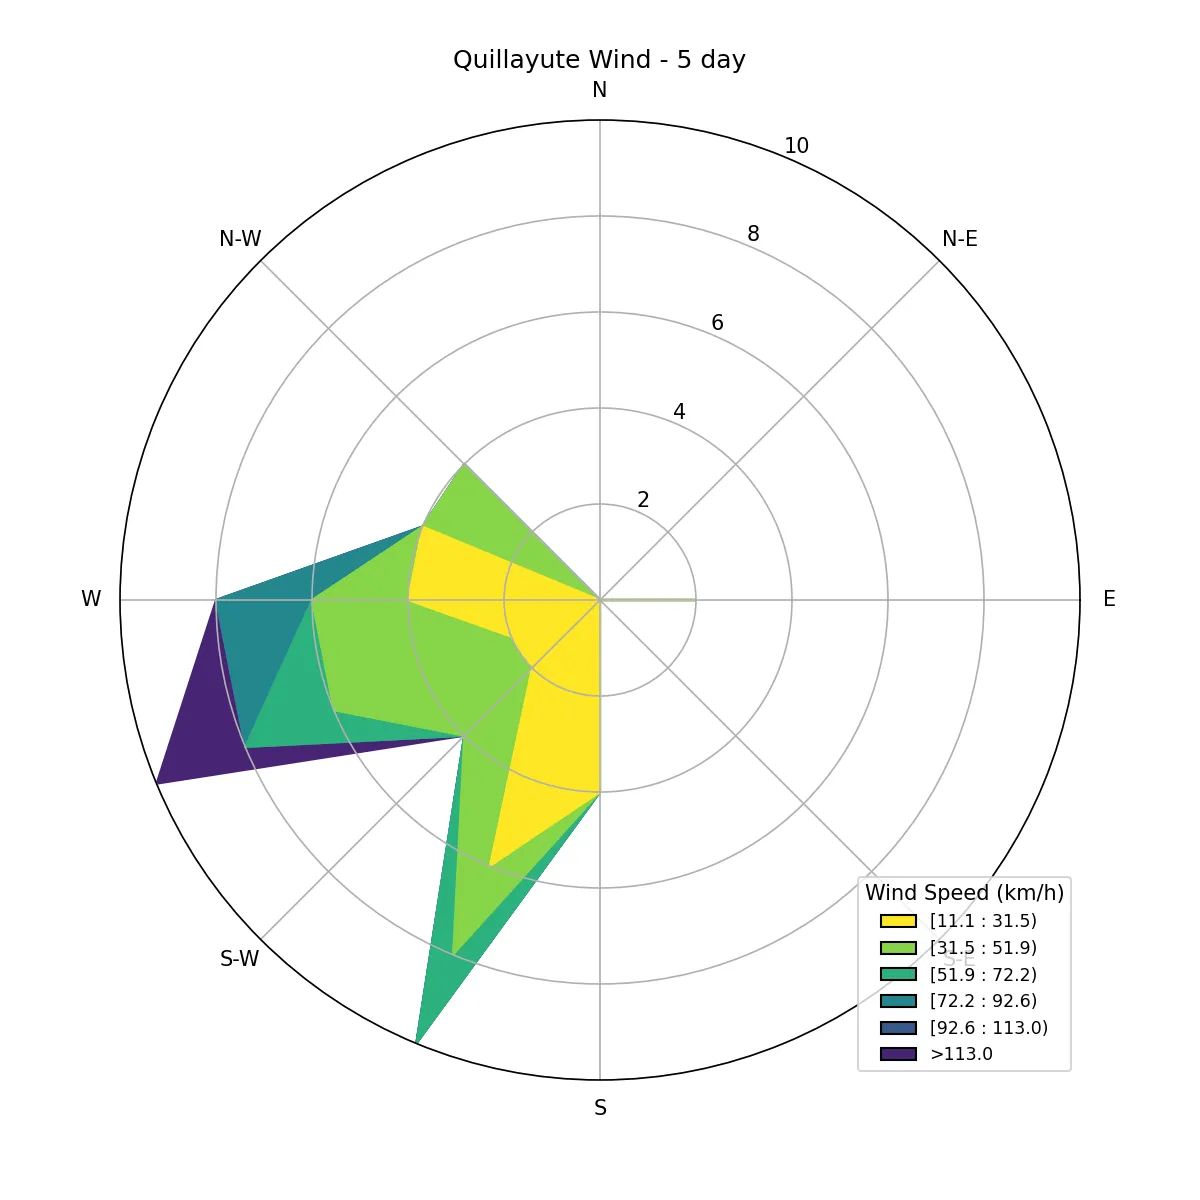 Quillayute Wind - 5 day
N
10
N-W
8
N-E
6
4
2
W
E
Wind Speed (km/h)
[11.1 : 31.5)
[31.5 : 51.9)
S-W
S-E
[51.9 : 72.2)
[72.2 : 92.6)
[92.6 : 113.0)
>113.0
S